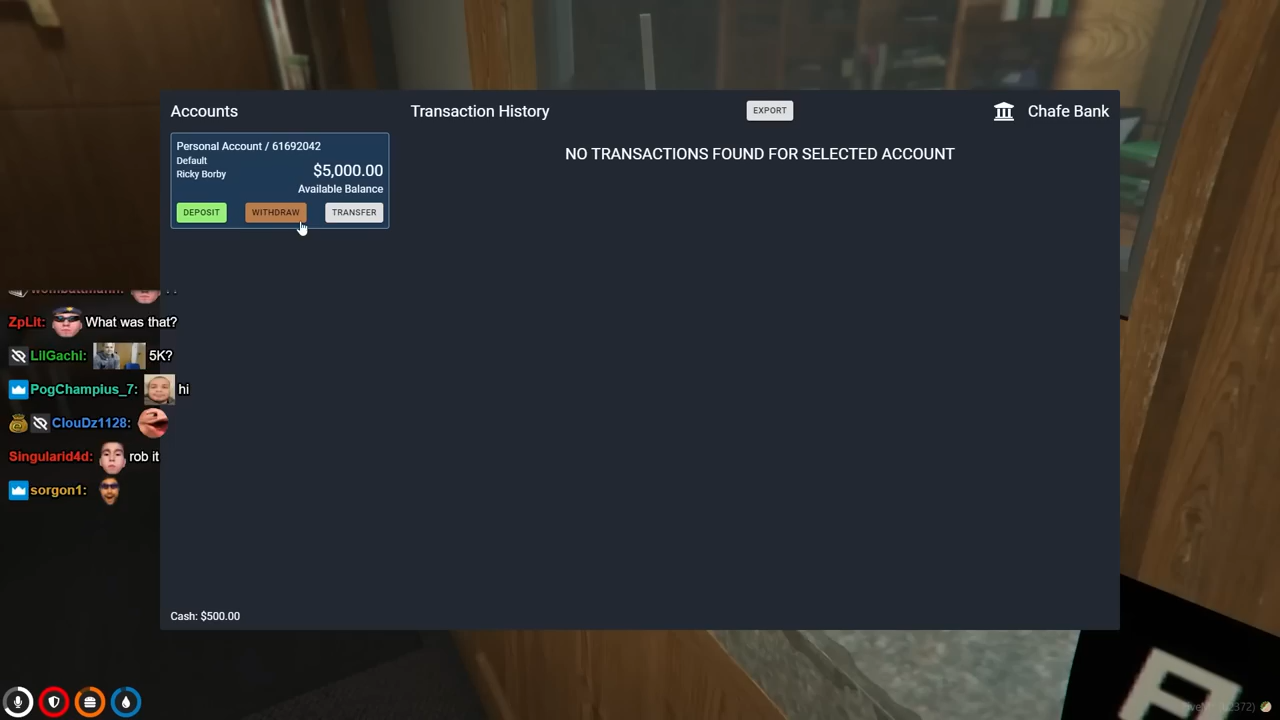 Accounts
Transaction History
EXPORT
Chafe Bank
Personal Account / 61692042
Default
Ricky Borby
$5,000.00
Available Balance
DEPOSIT
WITHDRAW
TRANSFER
NO TRANSACTIONS FOUND FOR SELECTED ACCOUNT
ZpLit: What was that?
LilGachi: 5K?
PogChampius_7: hi
ClouDz1128:
Singularid4d: rob it
sorgon1:
Cash: $500.00